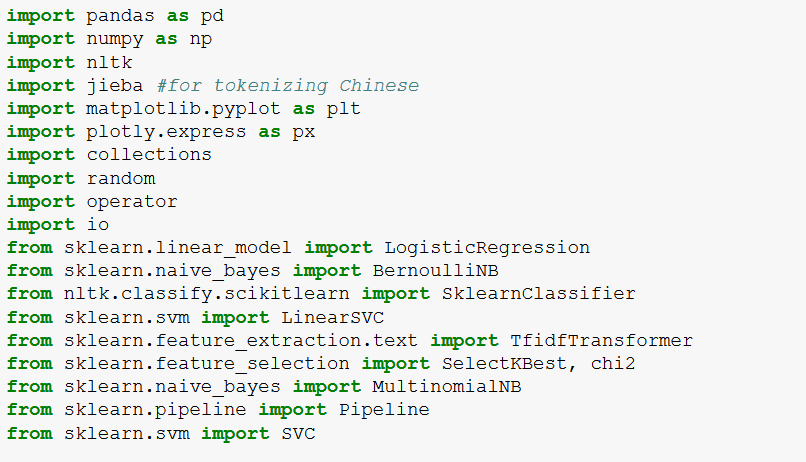 import pandas as pd
import numpy as np
import nltk
import jieba #for tokenizing Chinese
import matplotlib.pyplot as plt
import plotly.express as px
import collections
import random
import operator
import io
from sklearn.linear_model import LogisticRegression
from sklearn.naive_bayes import BernoulliNB
from nltk.classify.scikitlearn import SklearnClassifier
from sklearn.svm import LinearSVC
from sklearn.feature_extraction.text import TfidfTransformer
from sklearn.feature_selection import SelectKBest, chi2
from sklearn.naive_bayes import MultinomialNB
from sklearn.pipeline import Pipeline
from sklearn.svm import SVC